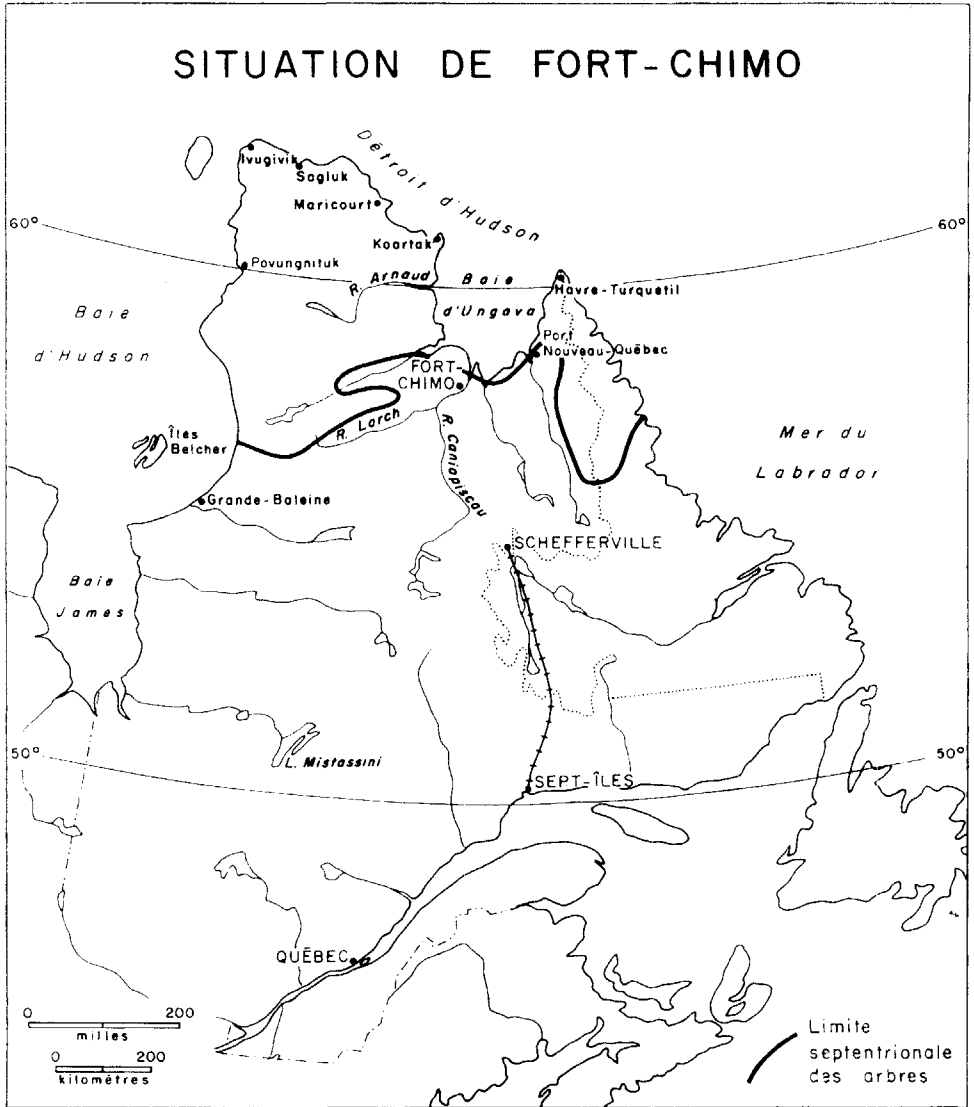 SITUATION DE FORT-CHIMO
Ivugivik
Sagluk
Maricourt
Détroit d'Hudson
60°
60°
Koartak
Povungnituk
R. Arnaud
Baie
d'Ungava
Havre-Turquetil
Baie
d'Hudson
Port
Nouveau-Québec
FORT-
CHIMO
R. Larch
R. Caniapiscau
Îles
Belcher
Mer du
Labrador
Grande-Baleine
SCHEFFERVILLE
Baie
James
L. Mistassini
50°
50°
SEPT-ÎLES
QUÉBEC
0 200
milles
0 200
kilomètres
Limite
septentrionale
des arbres